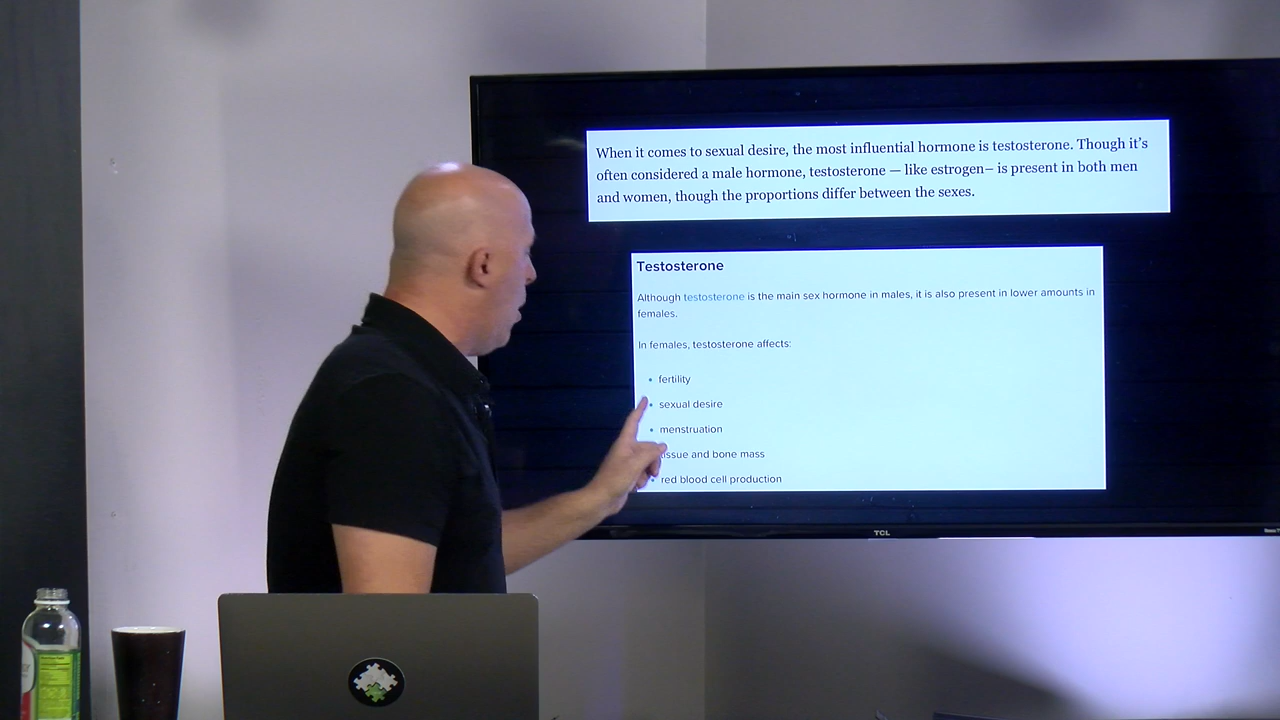 When it comes to sexual desire, the most influential hormone is testosterone. Though it's
often considered a male hormone, testosterone — like estrogen– is present in both men
and women, though the proportions differ between the sexes.
Testosterone
Although testosterone is the main sex hormone in males, it is also present in lower amounts in
females.
In females, testosterone affects:
• fertility
• sexual desire
• menstruation
tissue and bone mass
• red blood cell production
TCL